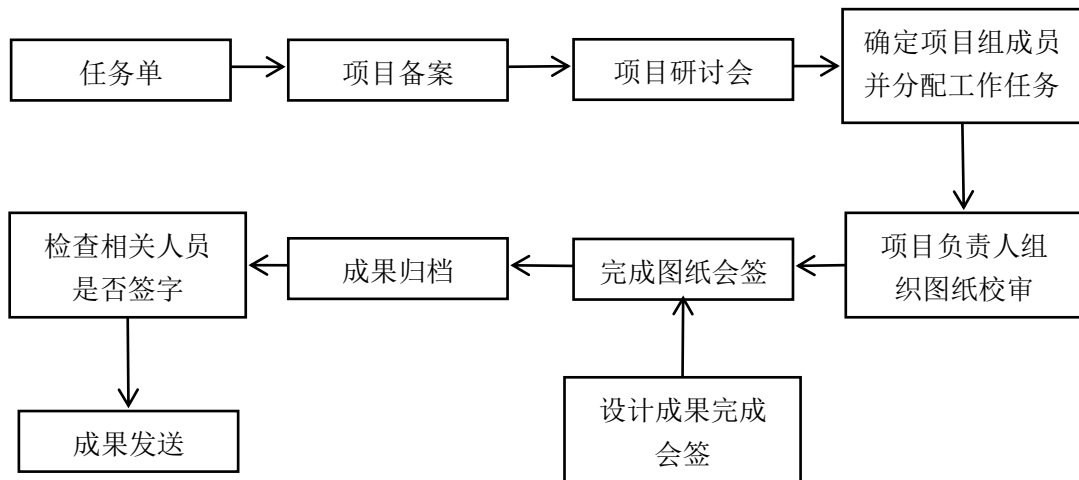 任务单
项目备案
项目研讨会
确定项目组成员
并分配工作任务
项目负责人组
织图纸校审
完成图纸会签
成果归档
检查相关人员
是否签字
设计成果完成
会签
成果发送